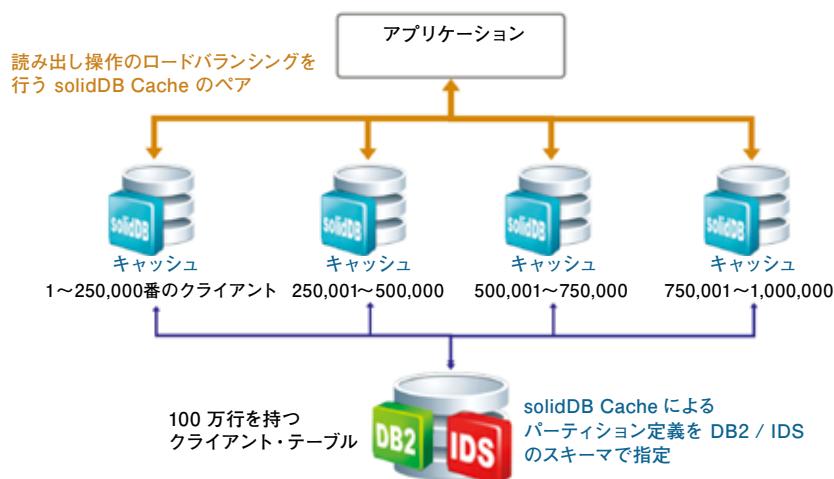 アプリケーション
読み出し操作のロードバランシングを
行う solidDB Cache のペア
solidDB
solidDB
solidDB
solidDB
キャッシュ
キャッシュ
キャッシュ
キャッシュ
1〜250,000番のクライアント
250,001〜500,000
500,001〜750,000
750,001〜1,000,000
100 万行を持つ
クライアント・テーブル
DB2
IDS
solidDB Cache による
パーティション定義を DB2 / IDS
のスキーマで指定